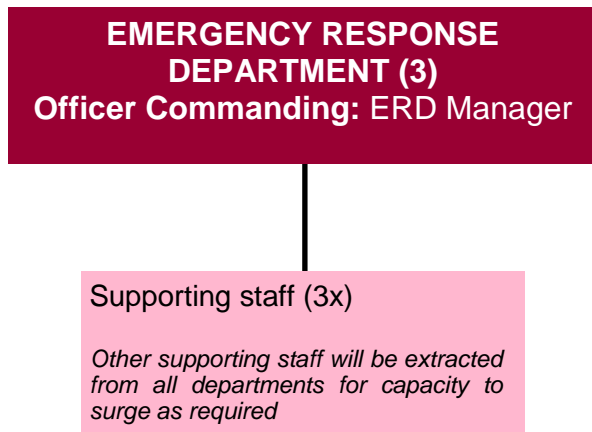 EMERGENCY RESPONSE
DEPARTMENT (3)
Officer Commanding: ERD Manager
Supporting staff (3x)
Other supporting staff will be extracted
from all departments for capacity to
surge as required